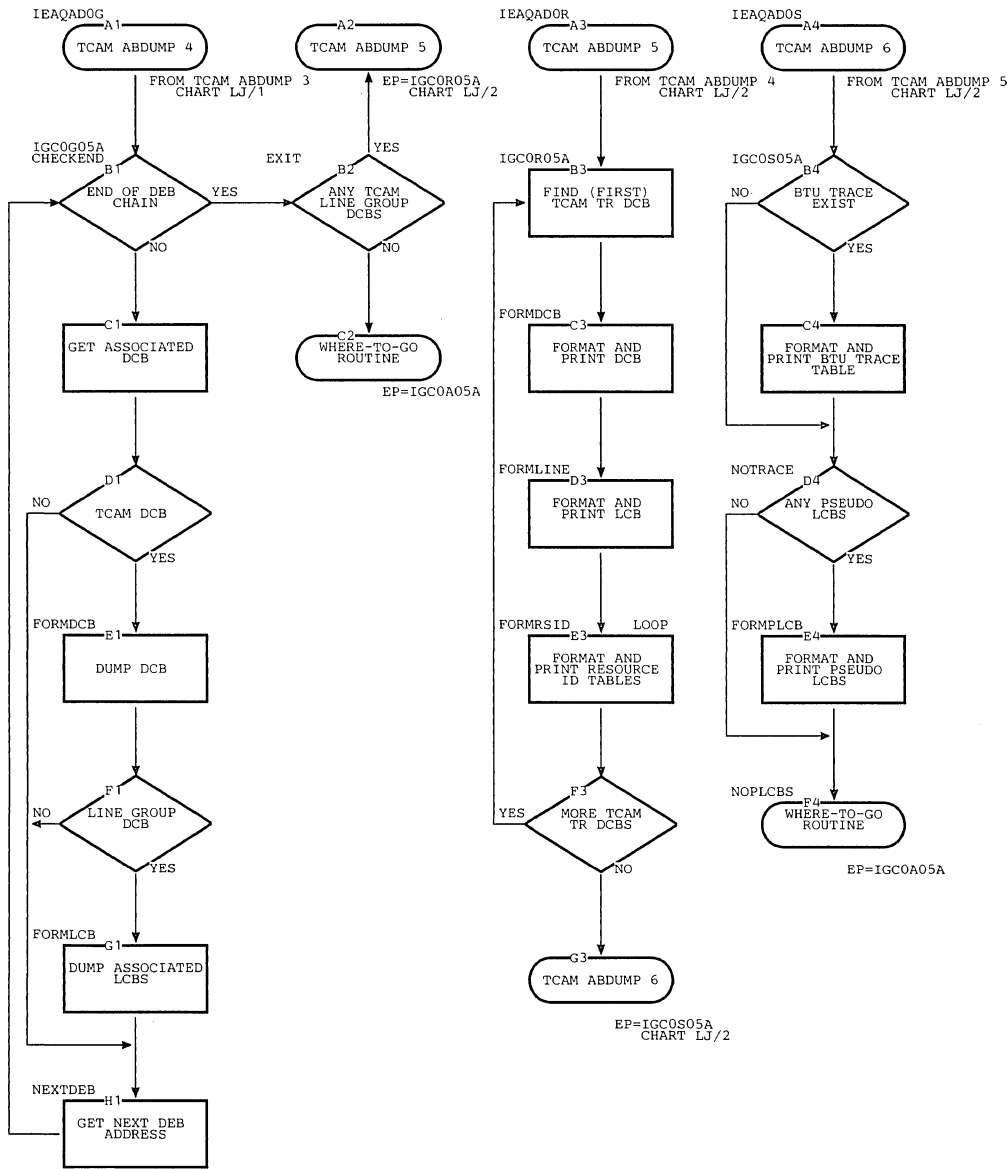 IEAQAD0G
A1
TCAM ABDUMP 4
FROM TCAM ABDUMP 3
CHART LJ/1
IGC0G05A
CHECKEND
B1
END OF DEB
CHAIN
YES
NO
C1
GET ASSOCIATED
DCB
D1
TCAM DCB
NO
YES
FORMDCB
E1
DUMP DCB
F1
LINE GROUP
DCB
NO
YES
FORMLCB
G1
DUMP ASSOCIATED
LCBS
NEXTDEB
H1
GET NEXT DEB
ADDRESS
A2
TCAM ABDUMP 5
EP=IGC0R05A
CHART LJ/2
YES
EXIT
B2
ANY TCAM
LINE GROUP
DCBS
NO
C2
WHERE-TO-GO
ROUTINE
EP=IGC0A05A
IEAQAD0R
A3
TCAM ABDUMP 5
FROM TCAM ABDUMP 4
CHART LJ/2
IGC0R05A
B3
FIND (FIRST)
TCAM TR DCB
FORMDCB
C3
FORMAT AND
PRINT DCB
FORMLINE
D3
FORMAT AND
PRINT LCB
FORMRSID
E3
LOOP
FORMAT AND
PRINT RESOURCE
ID TABLES
F3
MORE TCAM
TR DCBS
YES
NO
G3
TCAM ABDUMP 6
EP=IGC0S05A
CHART LJ/2
IEAQAD0S
A4
TCAM ABDUMP 6
FROM TCAM ABDUMP 5
CHART LJ/2
IGC0S05A
B4
BTU TRACE
EXIST
NO
YES
C4
FORMAT AND
PRINT BTU TRACE
TABLE
NOTRACE
D4
ANY PSEUDO
LCBS
NO
YES
FORMPLCB
E4
FORMAT AND
PRINT PSEUDO
LCBS
NOPLCBS
F4
WHERE-TO-GO
ROUTINE
EP=IGC0A05A